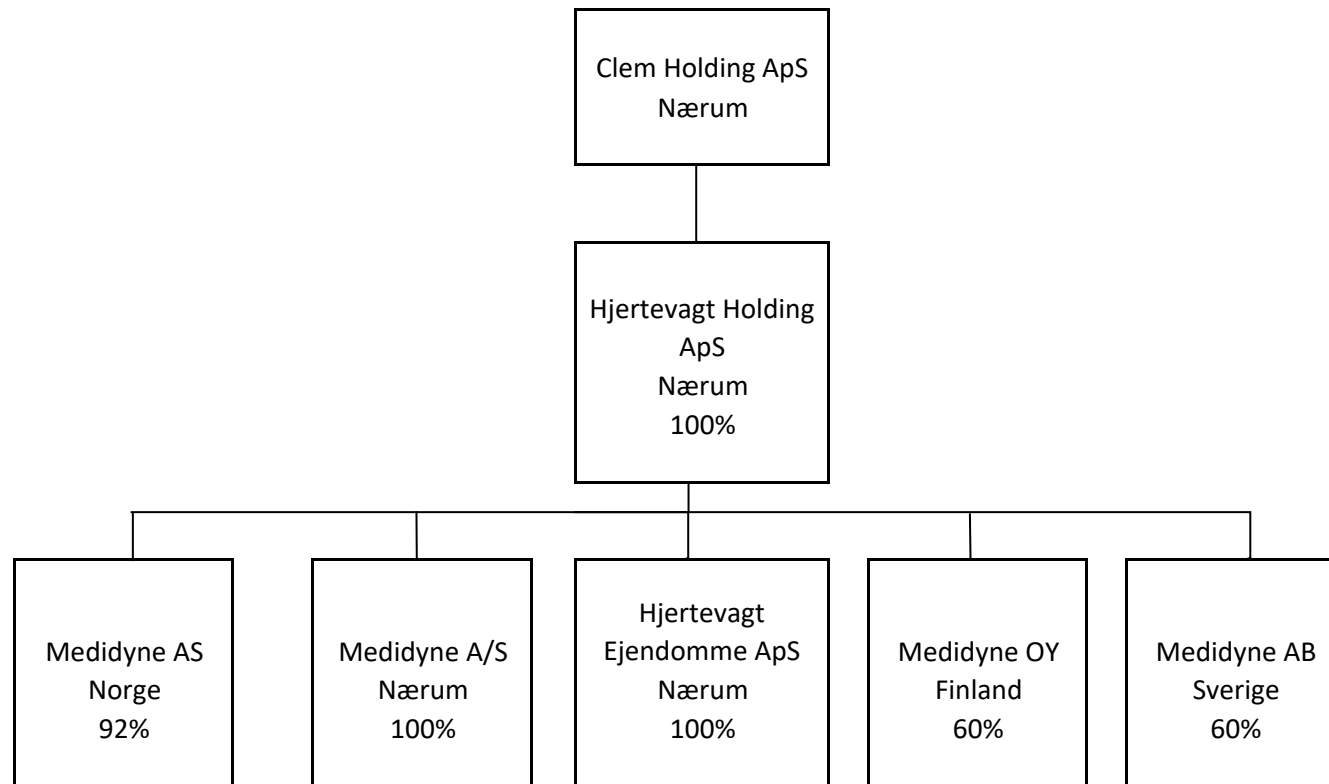 Clem Holding ApS
Nærum
Hjertevagt Holding
ApS
Nærum
100%
Medidyne AS
Norge
92%
Medidyne A/S
Nærum
100%
Hjertevagt
Ejendomme ApS
Nærum
100%
Medidyne OY
Finland
60%
Medidyne AB
Sverige
60%